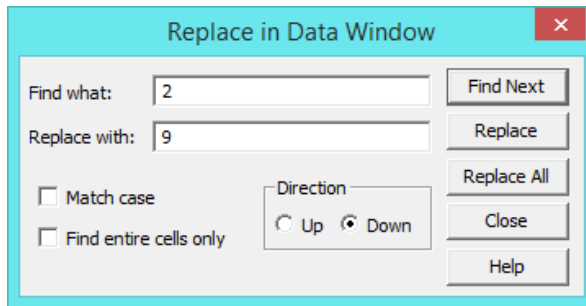 Replace in Data Window
Find what: 2
Find Next
Replace with: 9
Replace
Replace All
Match case
Direction
Up Down
Find entire cells only
Close
Help